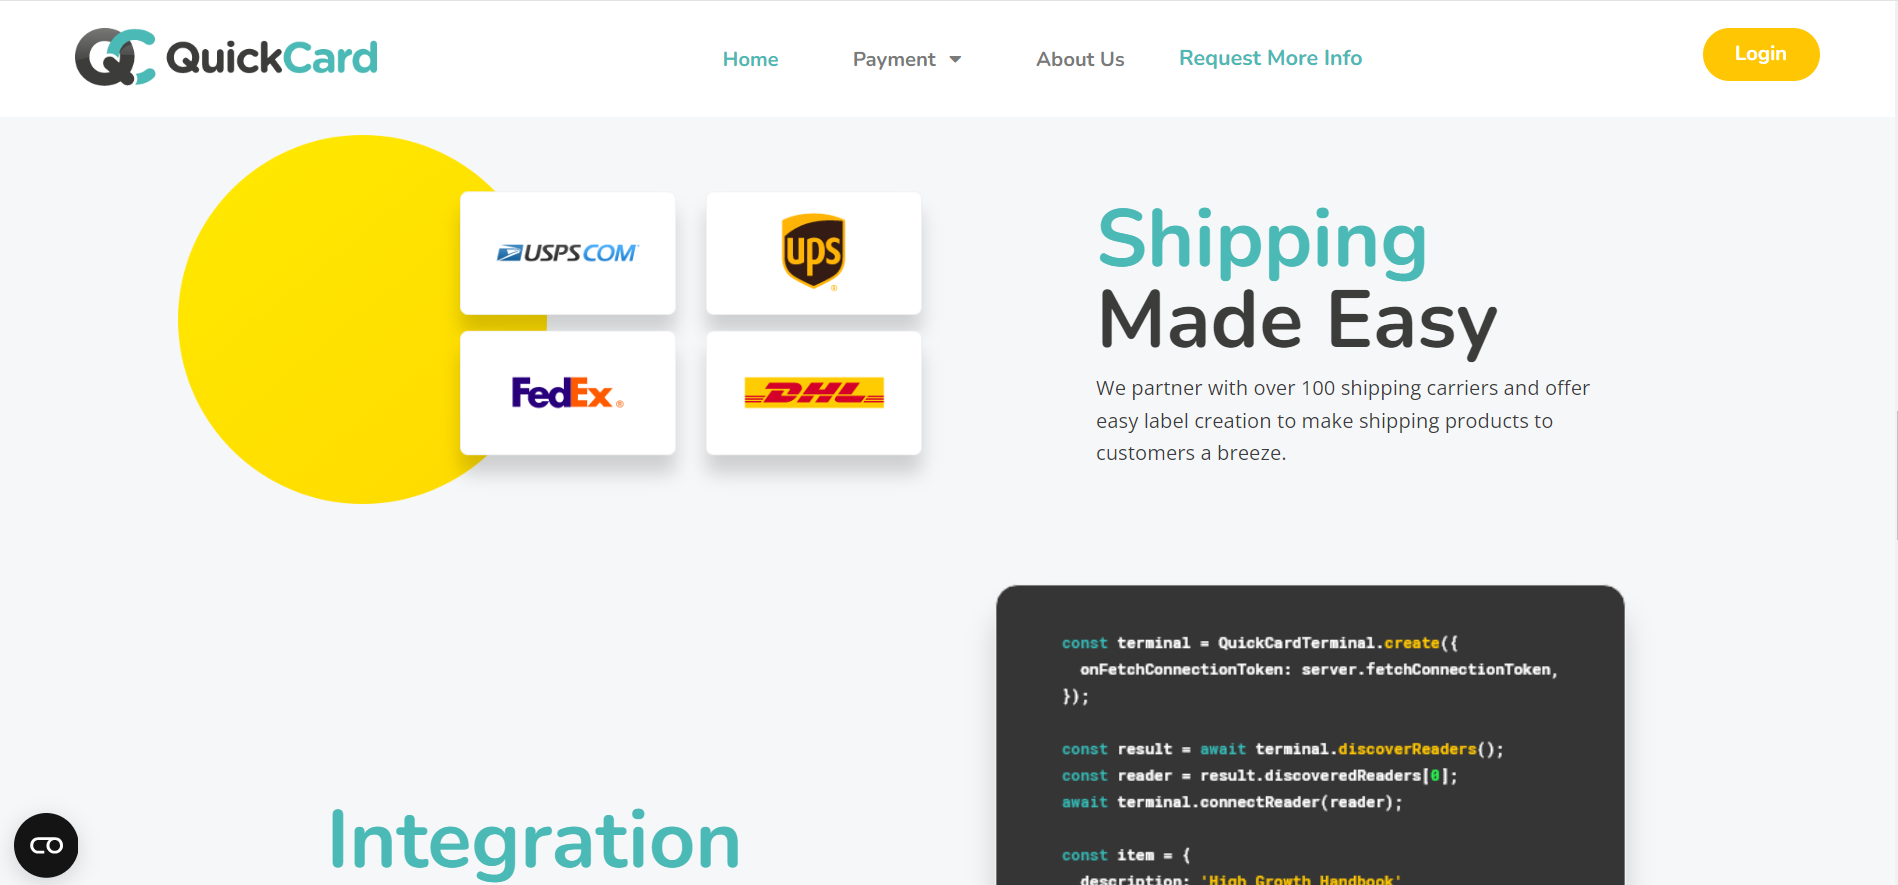 QuickCard
Home
Payment
About Us
Request More Info
Login
USPS.COM
ups
FedEx®
DHL
Shipping
Made Easy
We partner with over 100 shipping carriers and offer
easy label creation to make shipping products to
customers a breeze.
const terminal = QuickCardTerminal.create({
onFetchConnectionToken: server.fetchConnectionToken,
});
const result = await terminal.discoverReaders();
const reader = result.discoveredReaders[0];
await terminal.connectReader(reader);
const item = {
description: 'High Growth Handbook'
Integration